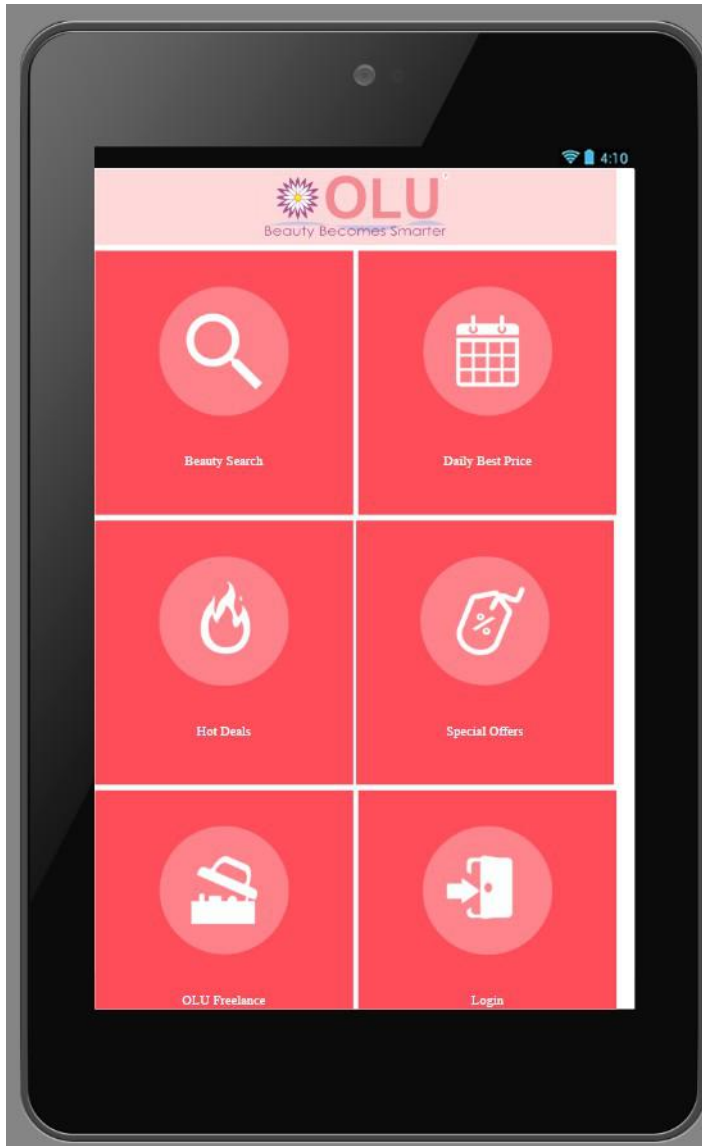 4:10
OLU
Beauty Becomes Smarter
Beauty Search
Daily Best Price
Hot Deals
Special Offers
OLU Freelance
Login